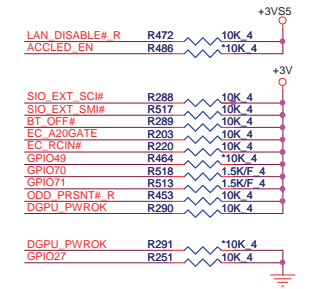 +3VS5
LAN_DISABLE#_R R472 10K_4
ACCLED_EN R486 *10K_4
+3V
SIO_EXT_SCI# R288 10K_4
SIO_EXT_SMI# R517 10K_4
BT_OFF# R289 10K_4
EC_A20GATE R203 10K_4
EC_RCIN# R220 10K_4
GPIO49 R464 *10K_4
GPIO70 R518 1.5K/F_4
GPIO71 R513 1.5K/F_4
ODD_PRSNT#_R R453 10K_4
DGPU_PWROK R290 10K_4
DGPU_PWROK R291 *10K_4
GPIO27 R251 10K_4